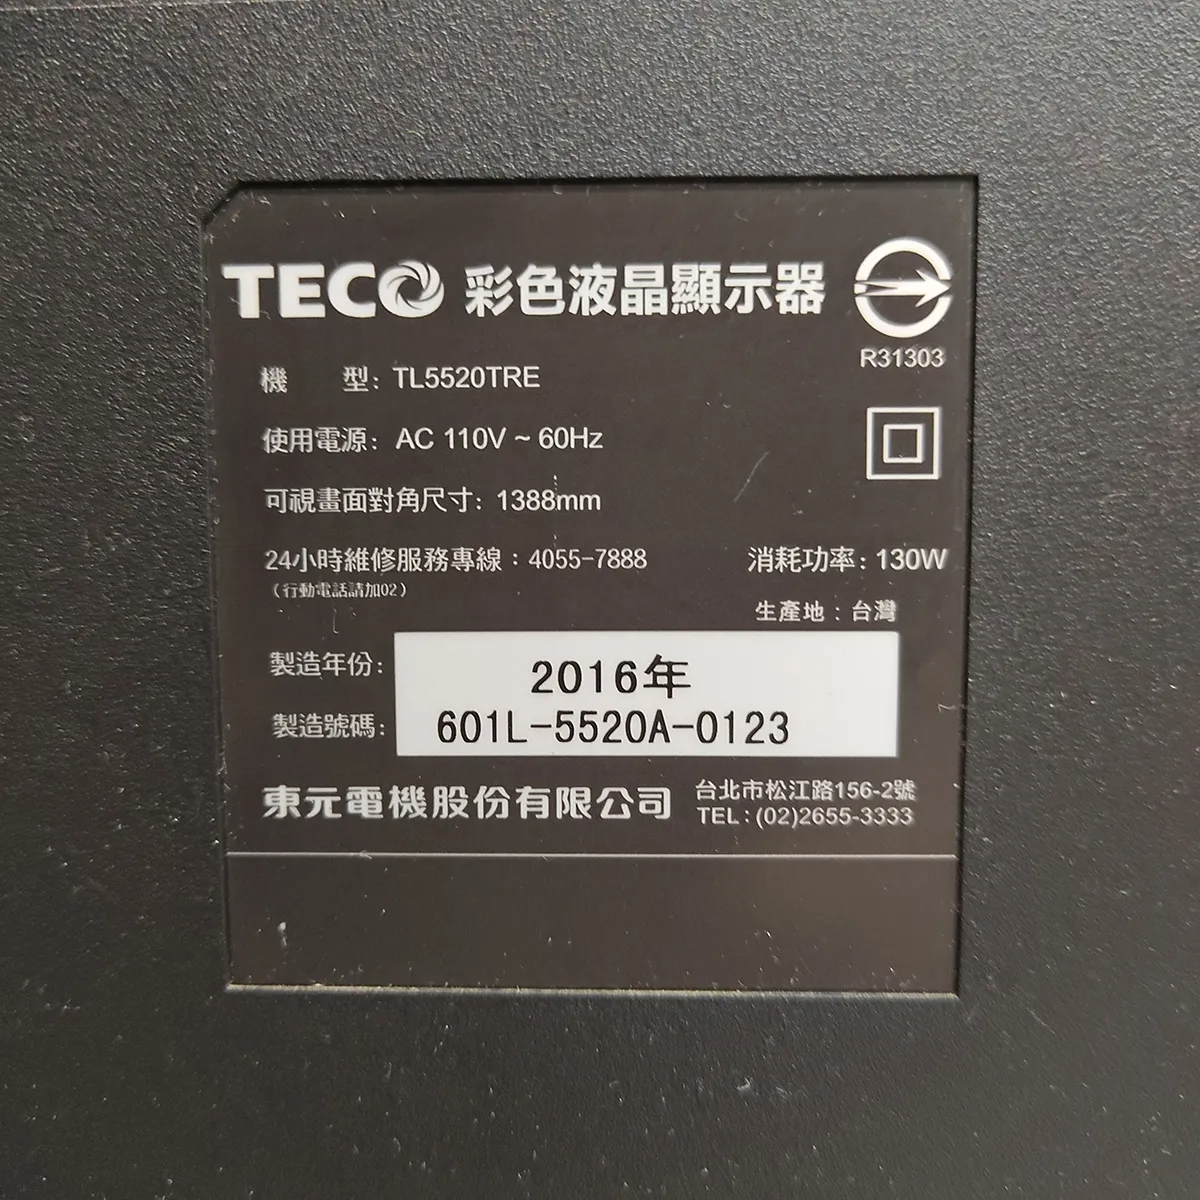 TECO 彩色液晶顯示器
R31303
機 型: TL5520TRE
使用電源: AC 110V ~ 60Hz
可視畫面對角尺寸: 1388mm
24小時維修服務專線:4055-7888
消耗功率: 130W
(行動電話請加02)
生產地:台灣
製造年份: 2016年
製造號碼: 601L-5520A-0123
東元電機股份有限公司
台北市松江路156-2號
TEL:(02)2655-3333